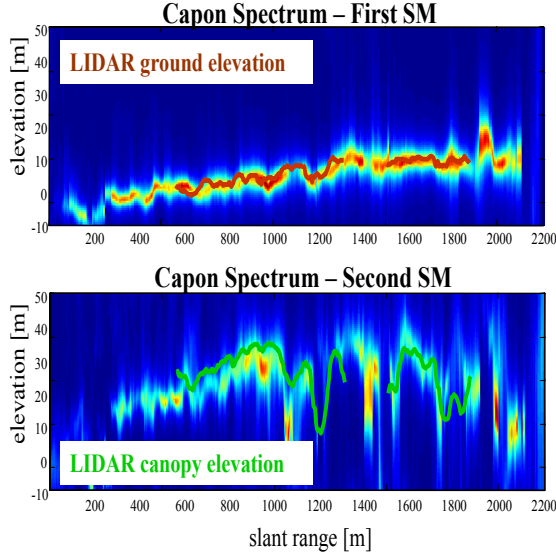 Capon Spectrum – First SM
50
40
30
20
10
0
-10
elevation [m]
LIDAR ground elevation
200 400 600 800 1000 1200 1400 1600 1800 2000 2200
Capon Spectrum – Second SM
50
40
30
20
10
0
-10
elevation [m]
LIDAR canopy elevation
200 400 600 800 1000 1200 1400 1600 1800 2000 2200
slant range [m]